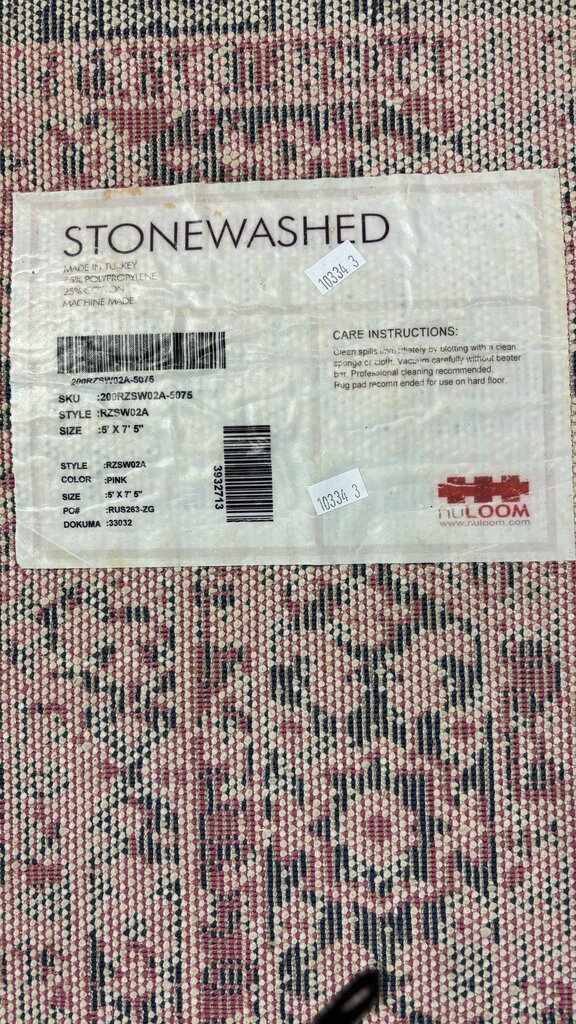 STONEWASHED
MADE IN TURKEY
75% POLYPROPYLENE
25% COTTON
MACHINE MADE
10334 3
200RZSW02A-5075
SKU :200RZSW02A-5075
STYLE :RZSW02A
SIZE :5' X 7' 5"
STYLE :RZSW02A
COLOR :PINK
SIZE :5' X 7' 5"
PO# :RUS263-ZG
DOKUMA :33032
3932713
CARE INSTRUCTIONS:
Clean spills immediately by blotting with a clean
sponge or cloth. Vacuum carefully without beater
bar. Professional cleaning recommended.
Rug pad recommended for use on hard floor.
10334 3
nuLOOM
www.nuloom.com